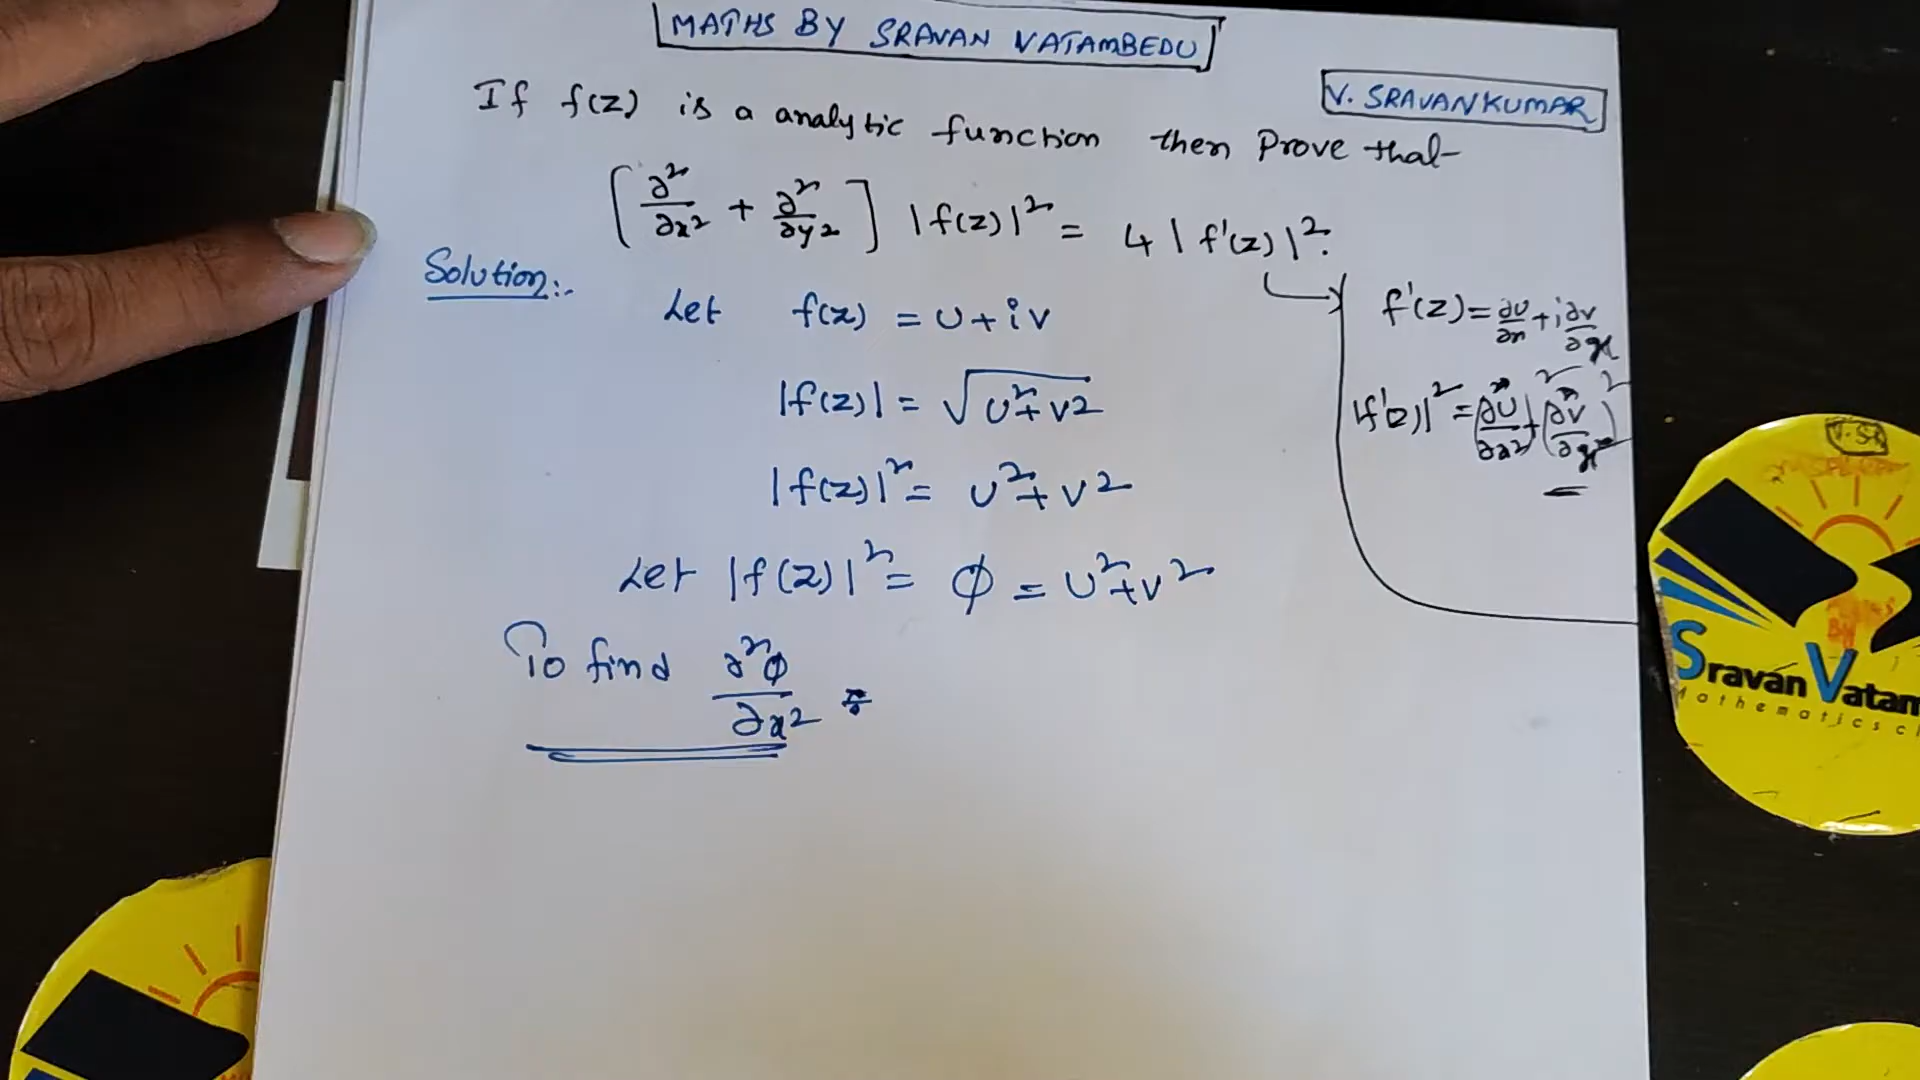 MATHS BY SRAVAN VATAMBEDU
V. SRAVANKUMAR
If f(z) is a analytic function then Prove that
[∂²/∂x² + ∂²/∂y²] |f(z)|² = 4 |f'(z)|².
Solution:-
Let f(z) = u + iv
|f(z)| = √(u²+v²)
|f(z)|² = u²+v²
Let |f(z)|² = ϕ = u²+v²
To find ∂²ϕ/∂x² =
f'(z) = ∂u/∂x + i ∂v/∂x
|f'(z)|² = (∂u/∂x)² + (∂v/∂x)²
V.SR
Sravan Vatam
Mathematics c